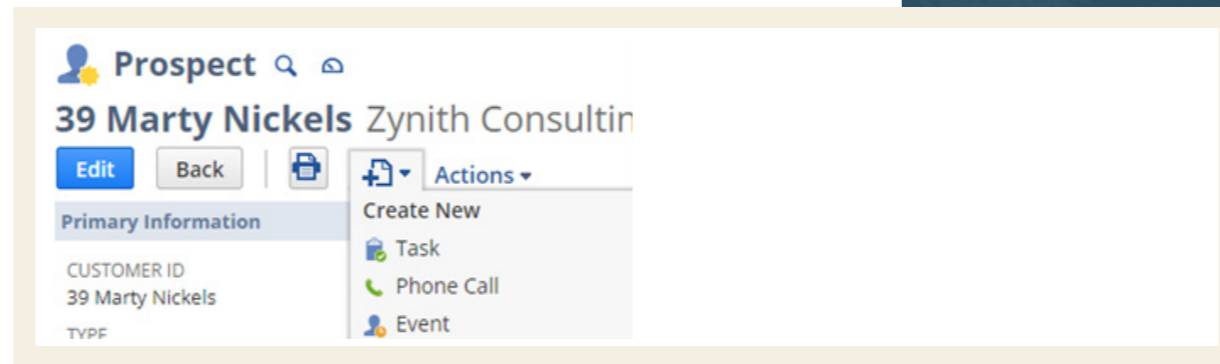 Prospect
39 Marty Nickels Zynith Consultin
Edit Back Actions
Primary Information
Create New
Task
CUSTOMER ID
Phone Call
39 Marty Nickels
Event
TYPE